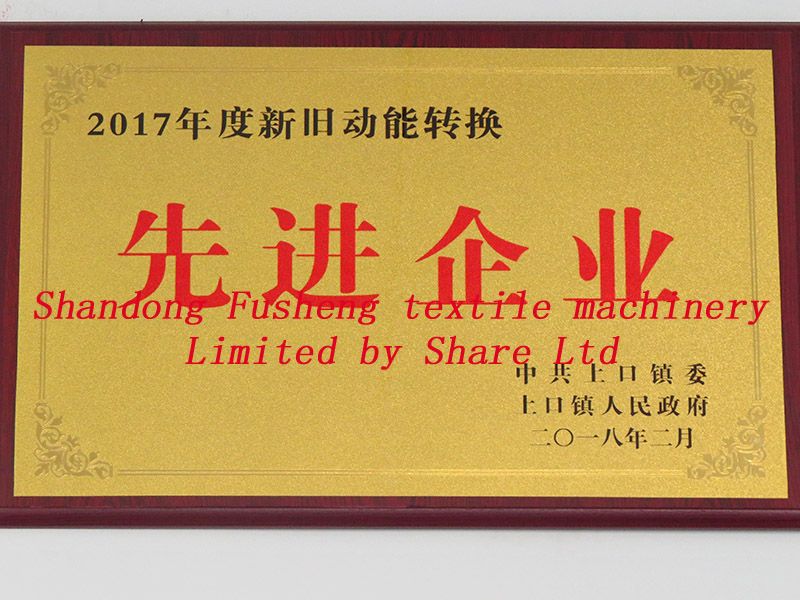 2017年度新旧动能转换
先进企业
Shandong Fusheng textile machinery
Limited by Share Ltd
中共上口镇委
上口镇人民政府
二〇一八年二月